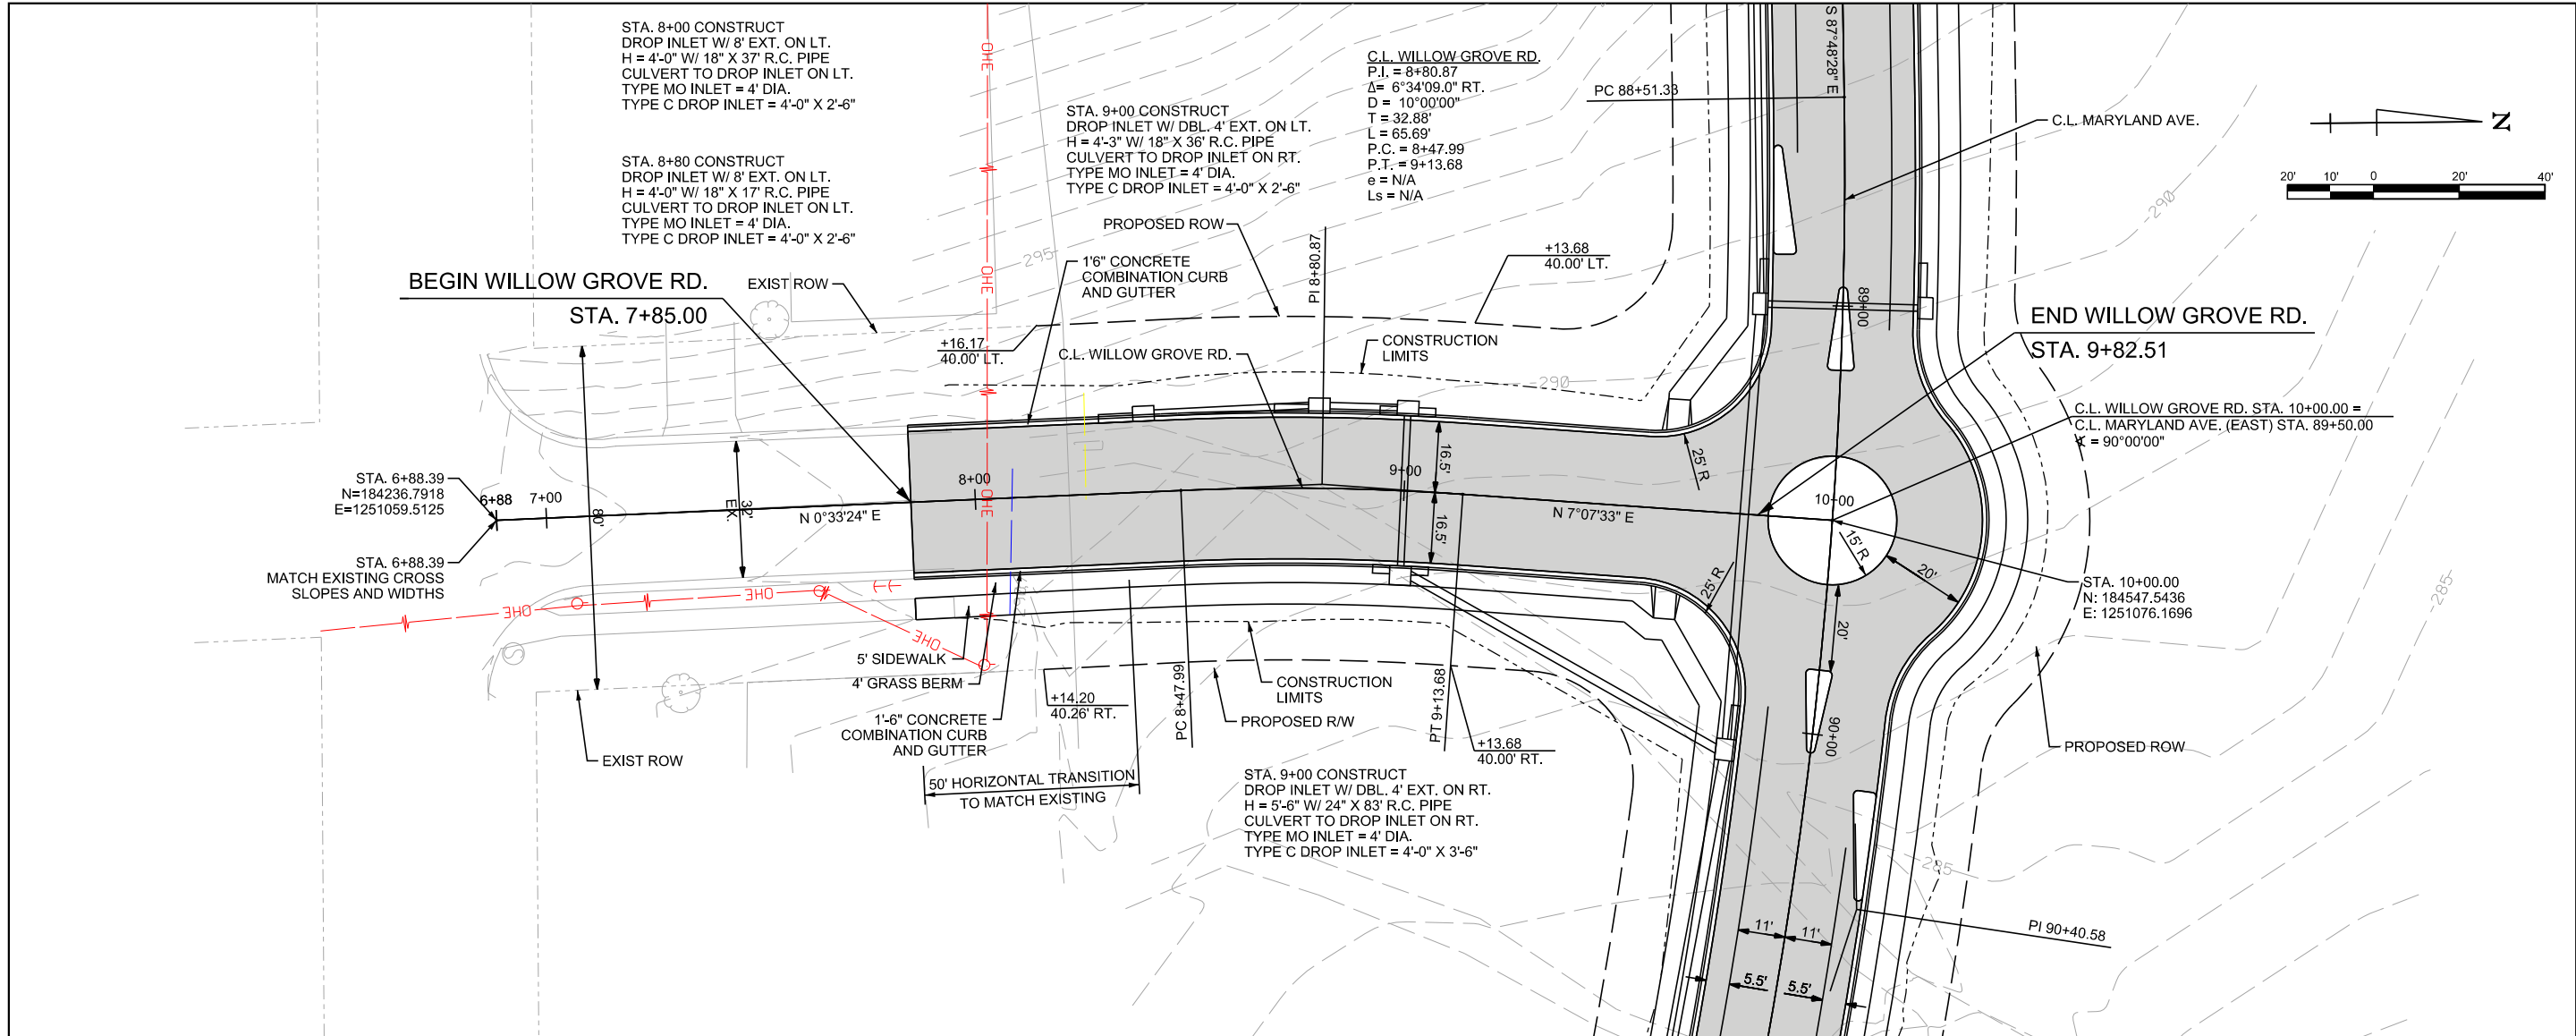 STA. 8+00 CONSTRUCT
DROP INLET W/ 8' EXT. ON LT.
H = 4'-0" W/ 18" X 37' R.C. PIPE
CULVERT TO DROP INLET ON LT.
TYPE MO INLET = 4' DIA.
TYPE C DROP INLET = 4'-0" X 2'-6"
STA. 8+80 CONSTRUCT
DROP INLET W/ 8' EXT. ON LT.
H = 4'-0" W/ 18" X 17' R.C. PIPE
CULVERT TO DROP INLET ON LT.
TYPE MO INLET = 4' DIA.
TYPE C DROP INLET = 4'-0" X 2'-6"
STA. 9+00 CONSTRUCT
DROP INLET W/ DBL. 4' EXT. ON LT.
H = 4'-3" W/ 18" X 36' R.C. PIPE
CULVERT TO DROP INLET ON RT.
TYPE MO INLET = 4' DIA.
TYPE C DROP INLET = 4'-0" X 2'-6"
C.L. WILLOW GROVE RD.
P.I. = 8+80.87
Δ= 6°34'09.0" RT.
D = 10°00'00"
T = 32.88'
L = 65.69'
P.C. = 8+47.99
P.T. = 9+13.68
e = N/A
Ls = N/A
S 87°48'28" E
PC 88+51.33
C.L. MARYLAND AVE.
N
20' 10' 0 20' 40'
290
OHE
OHE
PROPOSED ROW
295
1'6" CONCRETE
COMBINATION CURB
AND GUTTER
PI 8+80.87
+13.68
40.00' LT.
BEGIN WILLOW GROVE RD.
STA. 7+85.00
EXIST ROW
+16.17
40.00' LT.
C.L. WILLOW GROVE RD.
CONSTRUCTION
LIMITS
290
89+00
END WILLOW GROVE RD.
STA. 9+82.51
C.L. WILLOW GROVE RD. STA. 10+00.00 =
C.L. MARYLAND AVE. (EAST) STA. 89+50.00
∢ = 90°00'00"
STA. 6+88.39
N=184236.7918
E=1251059.5125
6+88
7+00
80'
32'
EX.
N 0°33'24" E
8+00
OHE
9+00
16.5'
16.5'
25' R
N 7°07'33" E
10+00
15' R
20'
STA. 6+88.39
MATCH EXISTING CROSS
SLOPES AND WIDTHS
OHE
OHE
OHE
25' R
20'
STA. 10+00.00
N: 184547.5436
E: 1251076.1696
285
5' SIDEWALK
4' GRASS BERM
1'-6" CONCRETE
COMBINATION CURB
AND GUTTER
+14.20
40.26' RT.
PC 8+47.99
CONSTRUCTION
LIMITS
PROPOSED R/W
PT 9+13.68
+13.68
40.00' RT.
90+00
PROPOSED ROW
EXIST ROW
50' HORIZONTAL TRANSITION
TO MATCH EXISTING
STA. 9+00 CONSTRUCT
DROP INLET W/ DBL. 4' EXT. ON RT.
H = 5'-6" W/ 24" X 83' R.C. PIPE
CULVERT TO DROP INLET ON RT.
TYPE MO INLET = 4' DIA.
TYPE C DROP INLET = 4'-0" X 3'-6"
285
11' 11'
PI 90+40.58
5.5' 5.5'